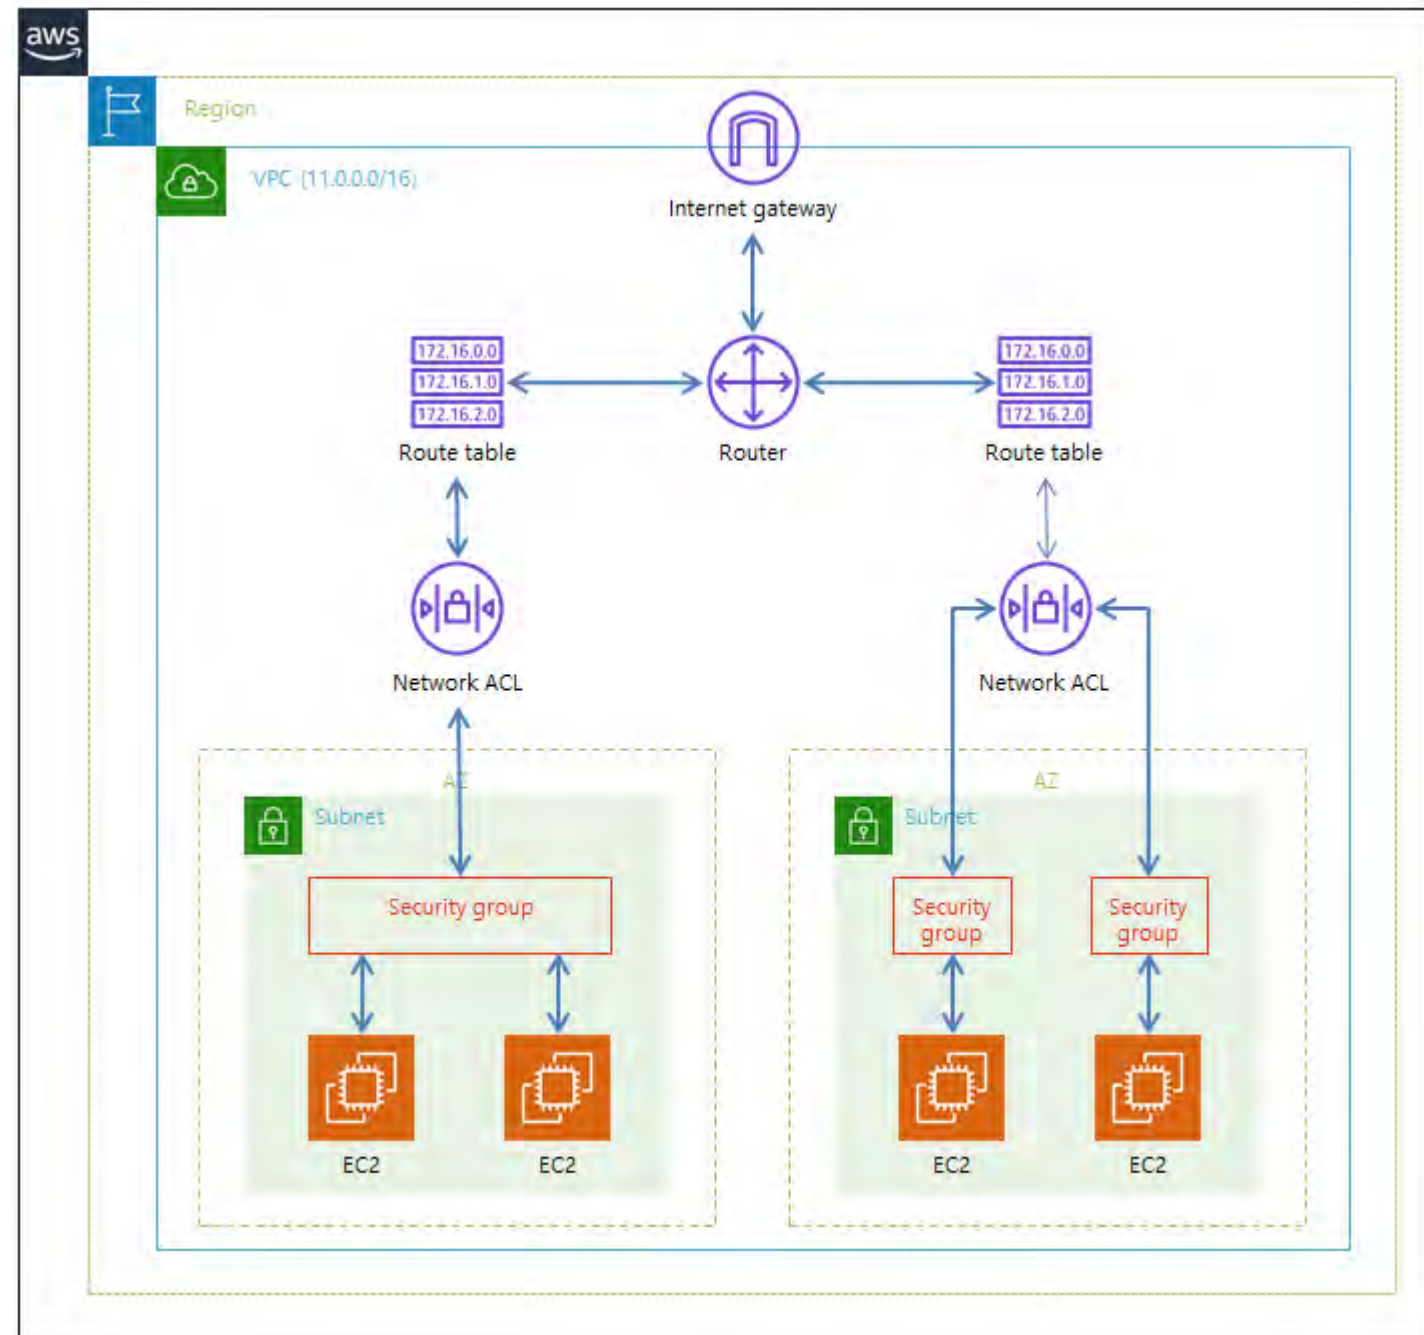 aws
Region
VPC (11.0.0.0/16)
Internet gateway
172.16.0.0
172.16.1.0
172.16.2.0
Route table
Router
172.16.0.0
172.16.1.0
172.16.2.0
Route table
Network ACL
Network ACL
AZ
Subnet
Security group
EC2
EC2
AZ
Subnet
Security
group
Security
group
EC2
EC2